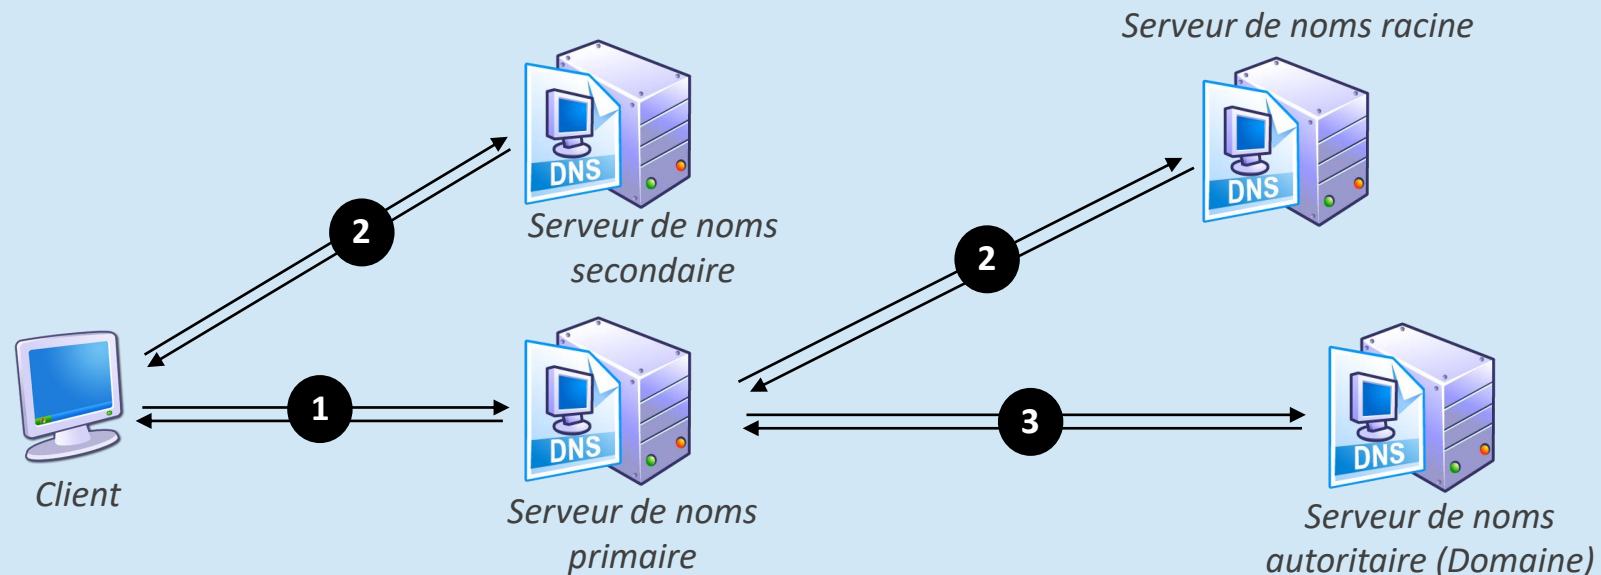 Serveur de noms racine
DNS
DNS
Serveur de noms
secondaire
2
2
Client
1
DNS
Serveur de noms
primaire
3
DNS
Serveur de noms
autoritaire (Domaine)